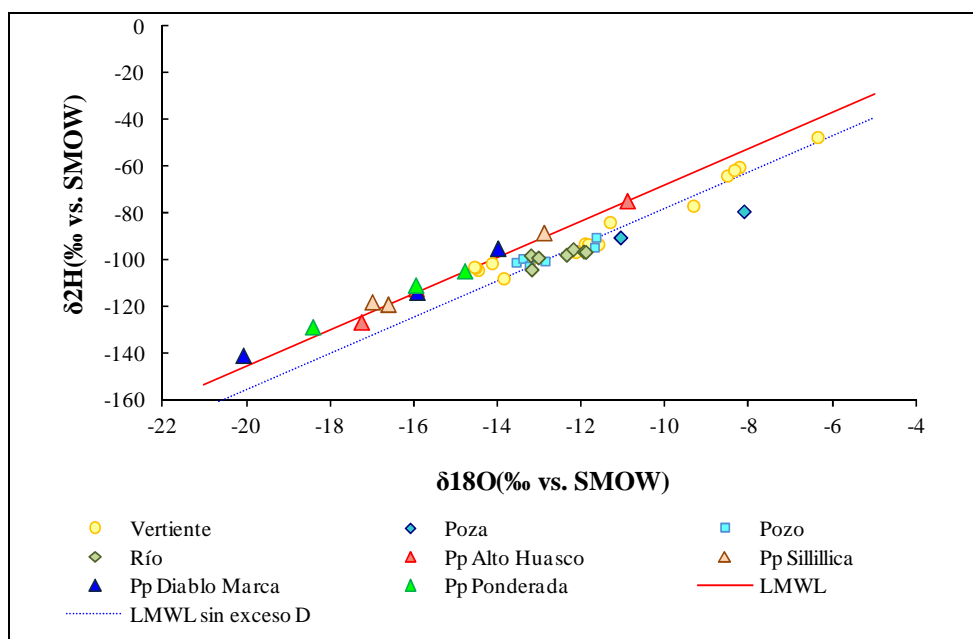 0
-20
-40
-60
-80
-100
-120
-140
-160
δ2H(‰ vs. SMOW)
-22 -20 -18 -16 -14 -12 -10 -8 -6 -4
δ18O(‰ vs. SMOW)
Vertiente Poza Pozo
Río Pp Alto Huasco Pp Sillillica
Pp Diablo Marca Pp Ponderada LMWL
LMWL sin exceso D